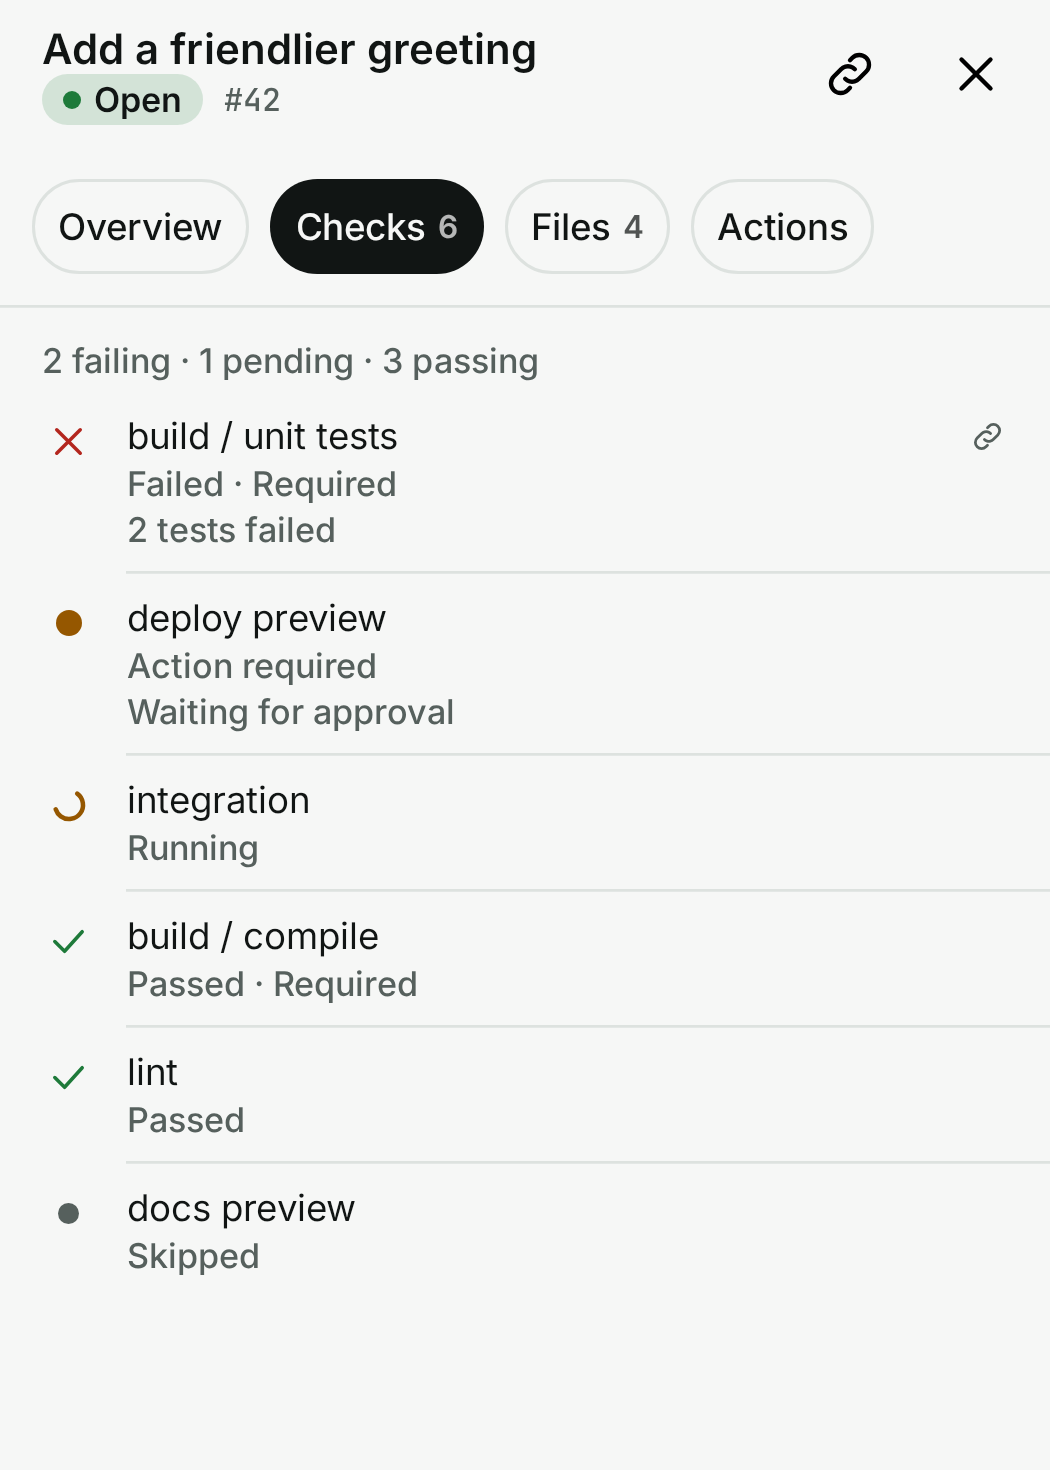 Add a friendlier greeting
Open #42
Overview Checks 6 Files 4 Actions
2 failing · 1 pending · 3 passing
build / unit tests
Failed · Required
2 tests failed
deploy preview
Action required
Waiting for approval
integration
Running
build / compile
Passed · Required
lint
Passed
docs preview
Skipped